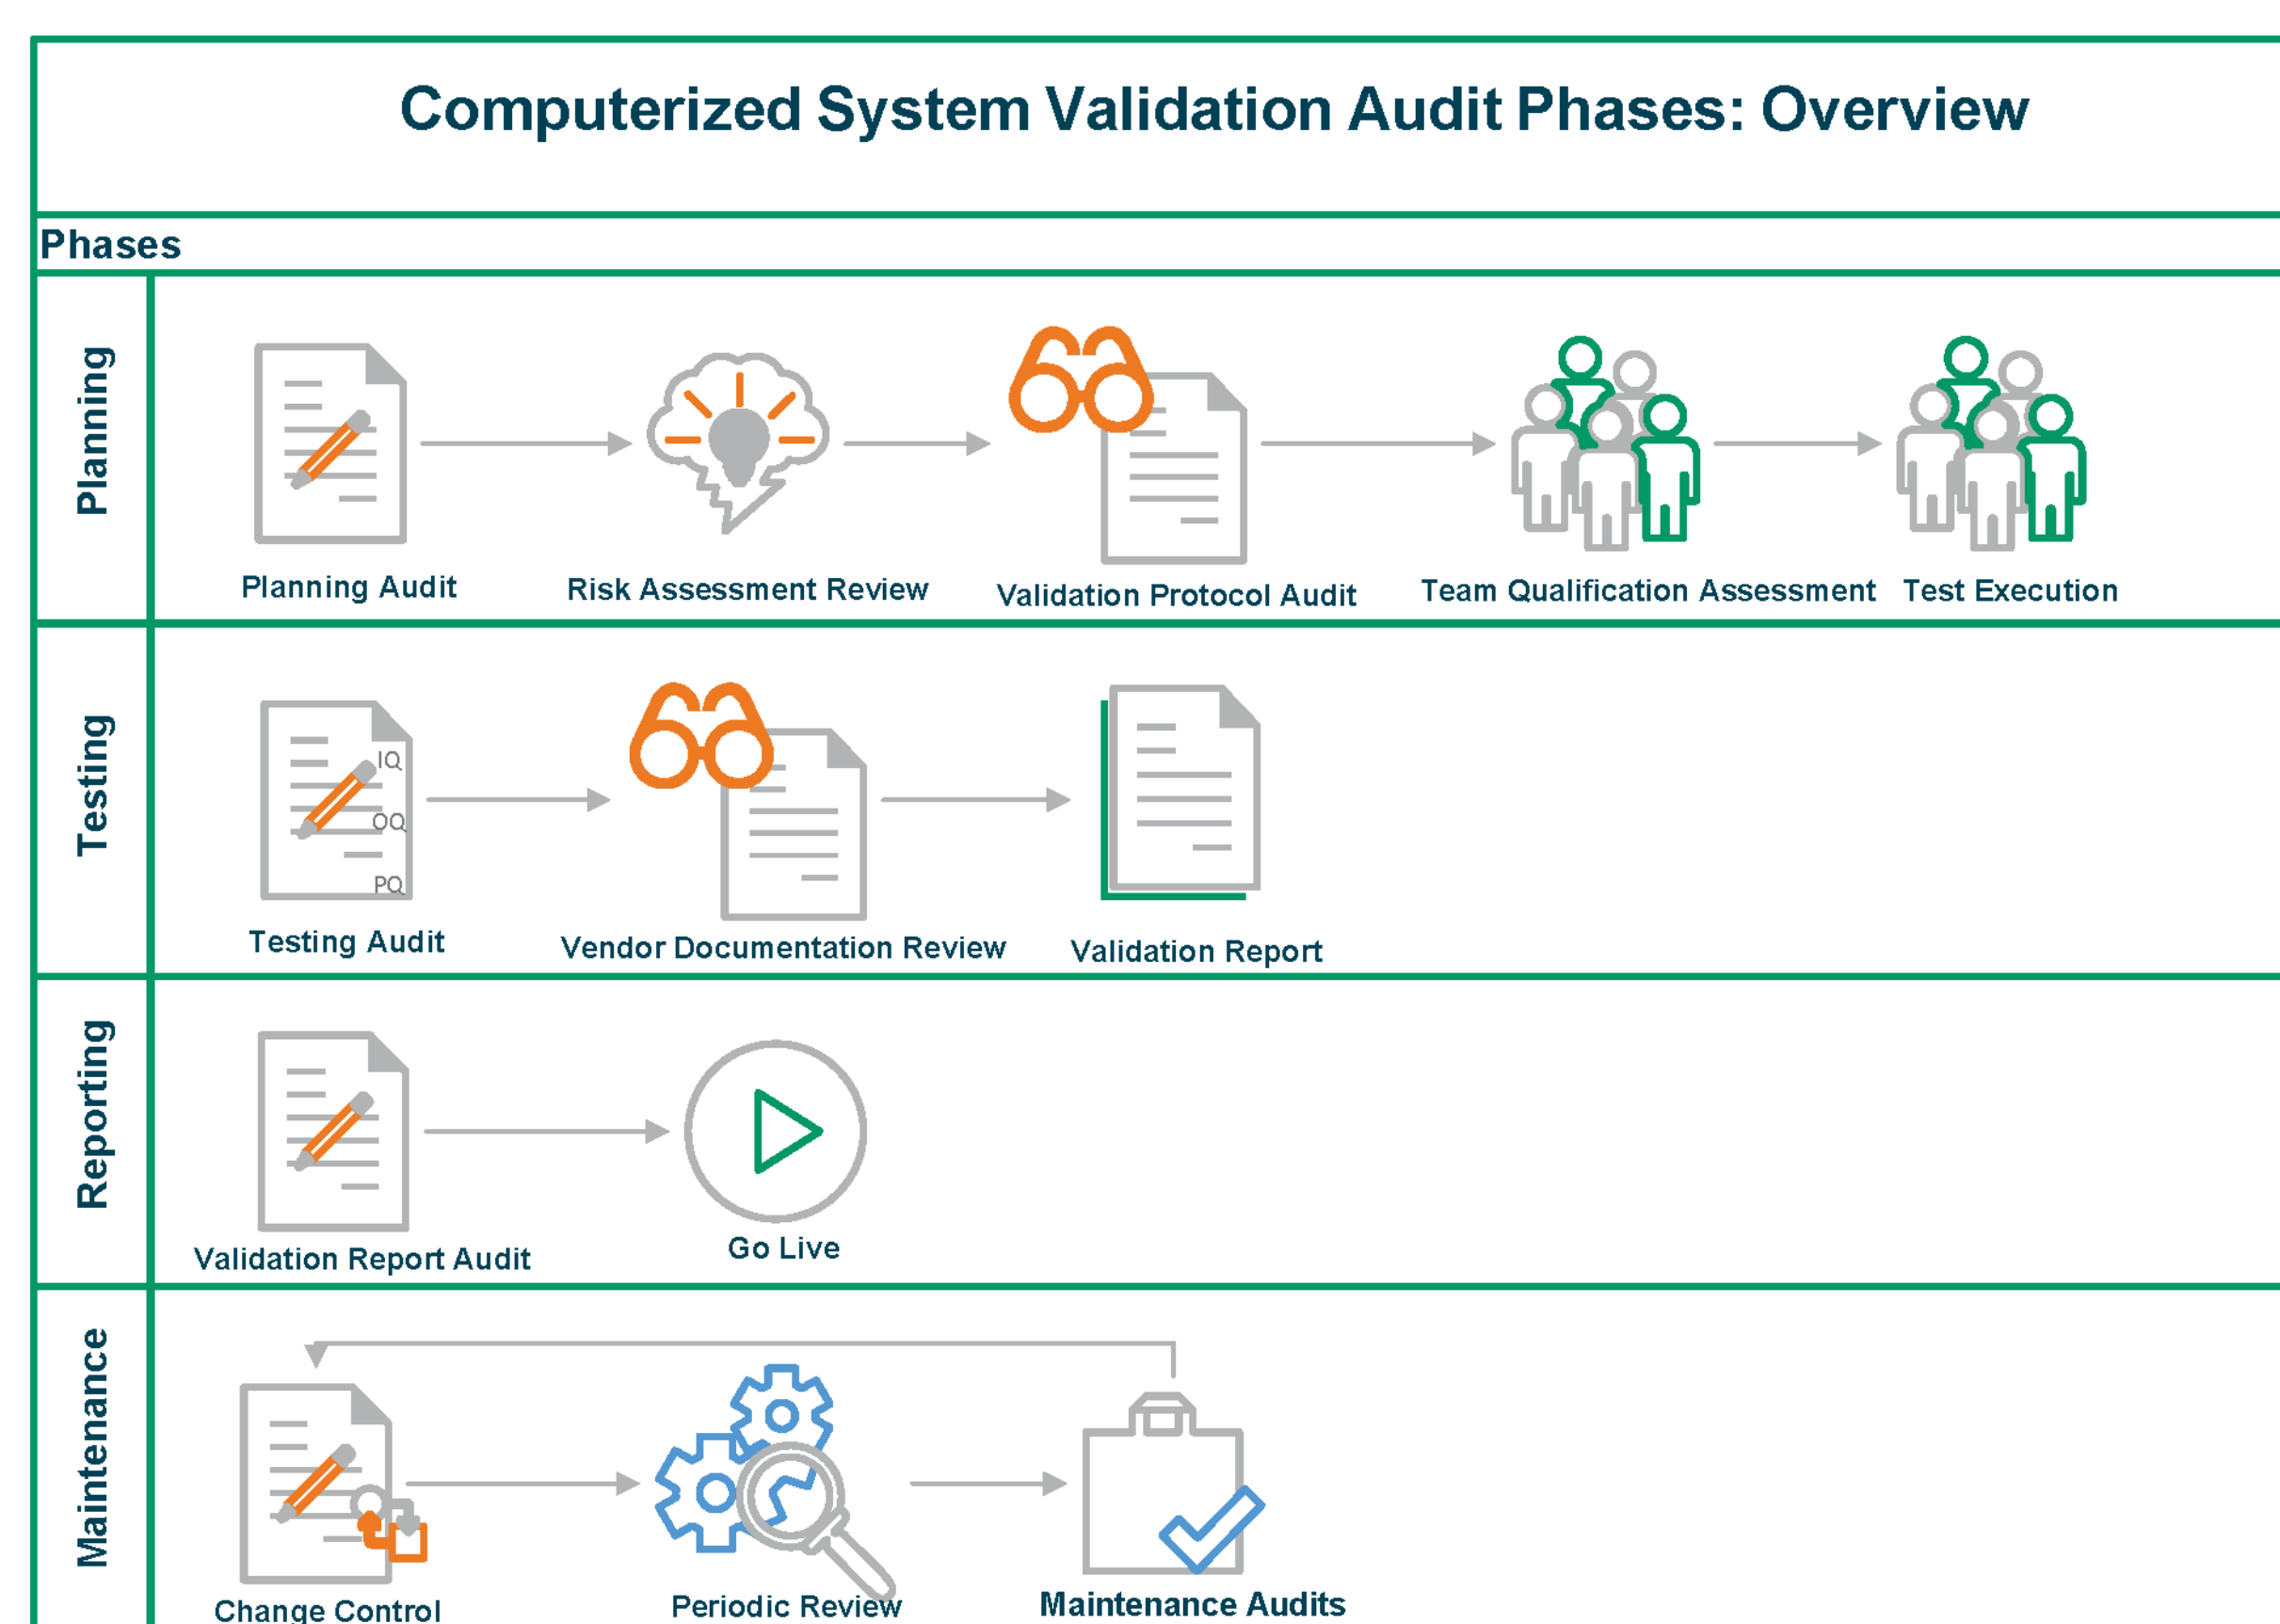 Computerized System Validation Audit Phases: Overview
Phases
Planning
Planning Audit
Risk Assessment Review
Validation Protocol Audit
Team Qualification Assessment
Test Execution
Testing
IQ
OQ
PQ
Testing Audit
Vendor Documentation Review
Validation Report
Reporting
Validation Report Audit
Go Live
Maintenance
Change Control
Periodic Review
Maintenance Audits